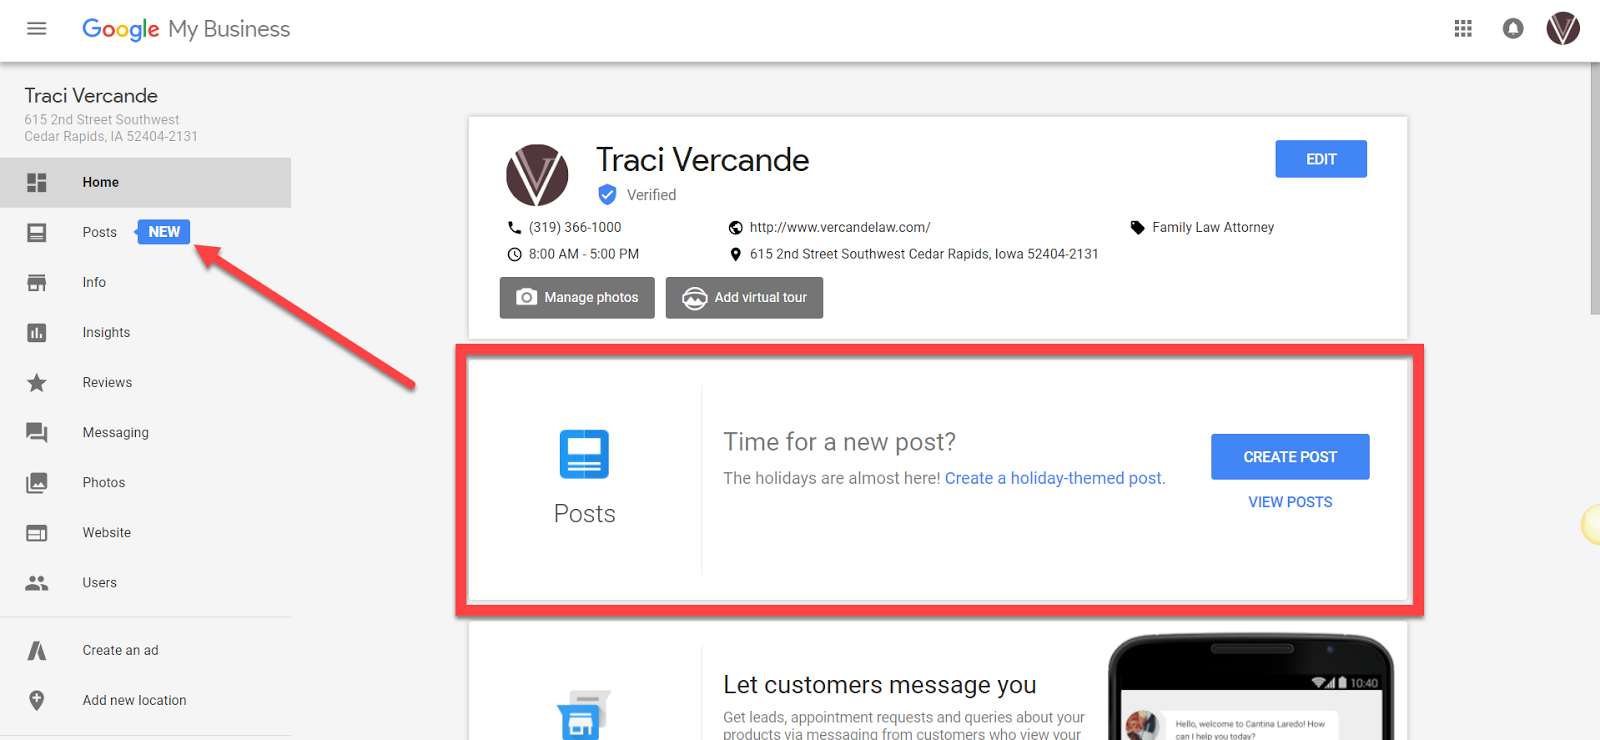 Google My Business
Traci Vercande
615 2nd Street Southwest
Cedar Rapids, IA 52404-2131
Home
Posts NEW
Info
Insights
Reviews
Messaging
Photos
Website
Users
Create an ad
Add new location
V
Traci Vercande
EDIT
Verified
(319) 366-1000
http://www.vercandelaw.com/
Family Law Attorney
8:00 AM - 5:00 PM
615 2nd Street Southwest Cedar Rapids, Iowa 52404-2131
Manage photos
Add virtual tour
Posts
Time for a new post?
The holidays are almost here! Create a holiday-themed post.
CREATE POST
VIEW POSTS
Let customers message you
Get leads, appointment requests and queries about your
products via messaging from customers who view your
10:40
Hello, welcome to Cantina Laredo! How
can I help you today?